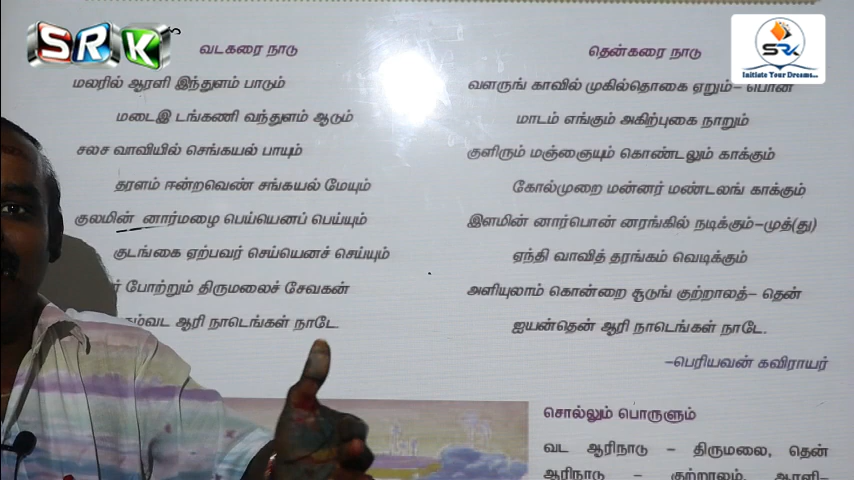 SRK
SRK
Initiate Your Dreams...
வடகரை நாடு
மலரில் ஆரளி இந்துளம் பாடும்
மடைஇ டங்கணி வந்துளம் ஆடும்
சலச வாவியில் செங்கயல் பாயும்
தரளம் ஈன்றவெண் சங்கயல் மேயும்
குலமின் னார்மழை பெய்யெனப் பெய்யும்
குடங்கை ஏற்பவர் செய்யெனச் செய்யும்
போற்றும் திருமலைச் சேவகன்
ஆரி நாடெங்கள் நாடே.
தென்கரை நாடு
வளருங் காவில் முகில்தொகை ஏறும்– பொன்
மாடம் எங்கும் அகிற்புகை நாறும்
குளிரும் மஞ்ஞையும் கொண்டலும் காக்கும்
கோல்முறை மன்னர் மண்டலங் காக்கும்
இளமின் னார்பொன் னரங்கில் நடிக்கும்–முத்(து)
ஏந்தி வாவித் தரங்கம் வெடிக்கும்
அளியுலாம் கொன்றை சூடுங் குற்றாலத்– தென்
ஐயன்தென் ஆரி நாடெங்கள் நாடே.
–பெரியவன் கவிராயர்
சொல்லும் பொருளும்
வட ஆரிநாடு – திருமலை, தென்
ஆரிநாடு – குற்றாலம், ஆரளி–